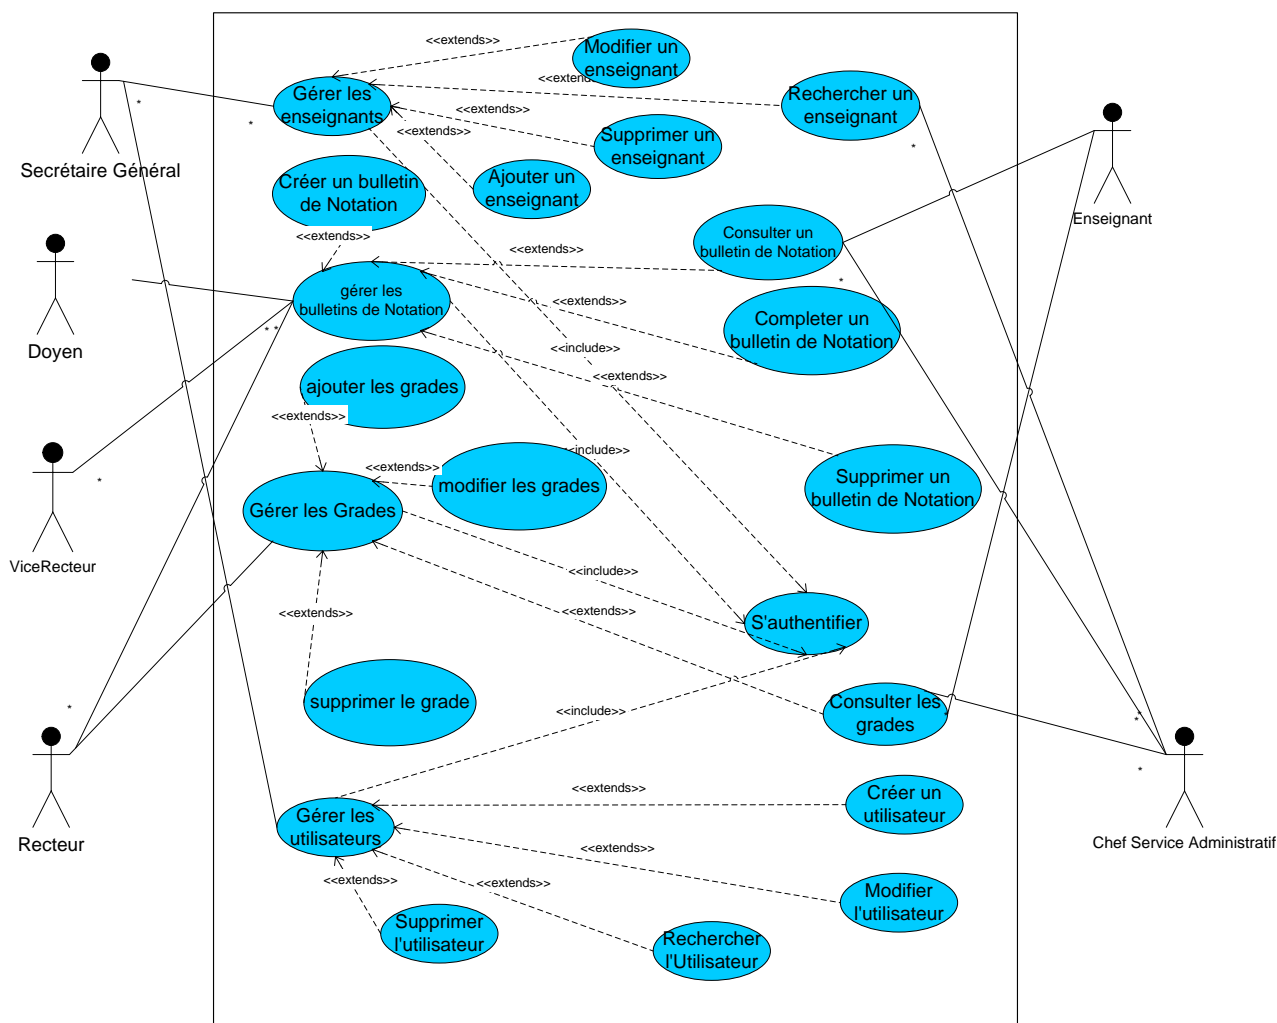 <<extends>>
Modifier un
enseignant
<<extends>>
Gérer les
enseignants
Rechercher un
enseignant
*
*
*
<<extends>>
<<extends>>
Supprimer un
enseignant
Secrétaire Général
Ajouter un
enseignant
Créer un bulletin
de Notation
Enseignant
<<extends>>
<<extends>>
Consulter un
bulletin de Notation
*
gérer les
bulletins de Notation
<<extends>>
Completer un
bulletin de Notation
* *
Doyen
<<include>>
<<extends>>
ajouter les grades
<<extends>>
<<include>>
<<extends>>
modifier les grades
*
Supprimer un
bulletin de Notation
Gérer les Grades
ViceRecteur
<<include>>
<<extends>>
<<extends>>
S'authentifier
supprimer le grade
Consulter les
grades
*
<<include>>
*
*
*
*
Recteur
Chef Service Administratif
Gérer les
utilisateurs
<<extends>>
Créer un
utilisateur
<<extends>>
<<extends>>
<<extends>>
Modifier
l'utilisateur
Supprimer
l'utilisateur
Rechercher
l'Utilisateur